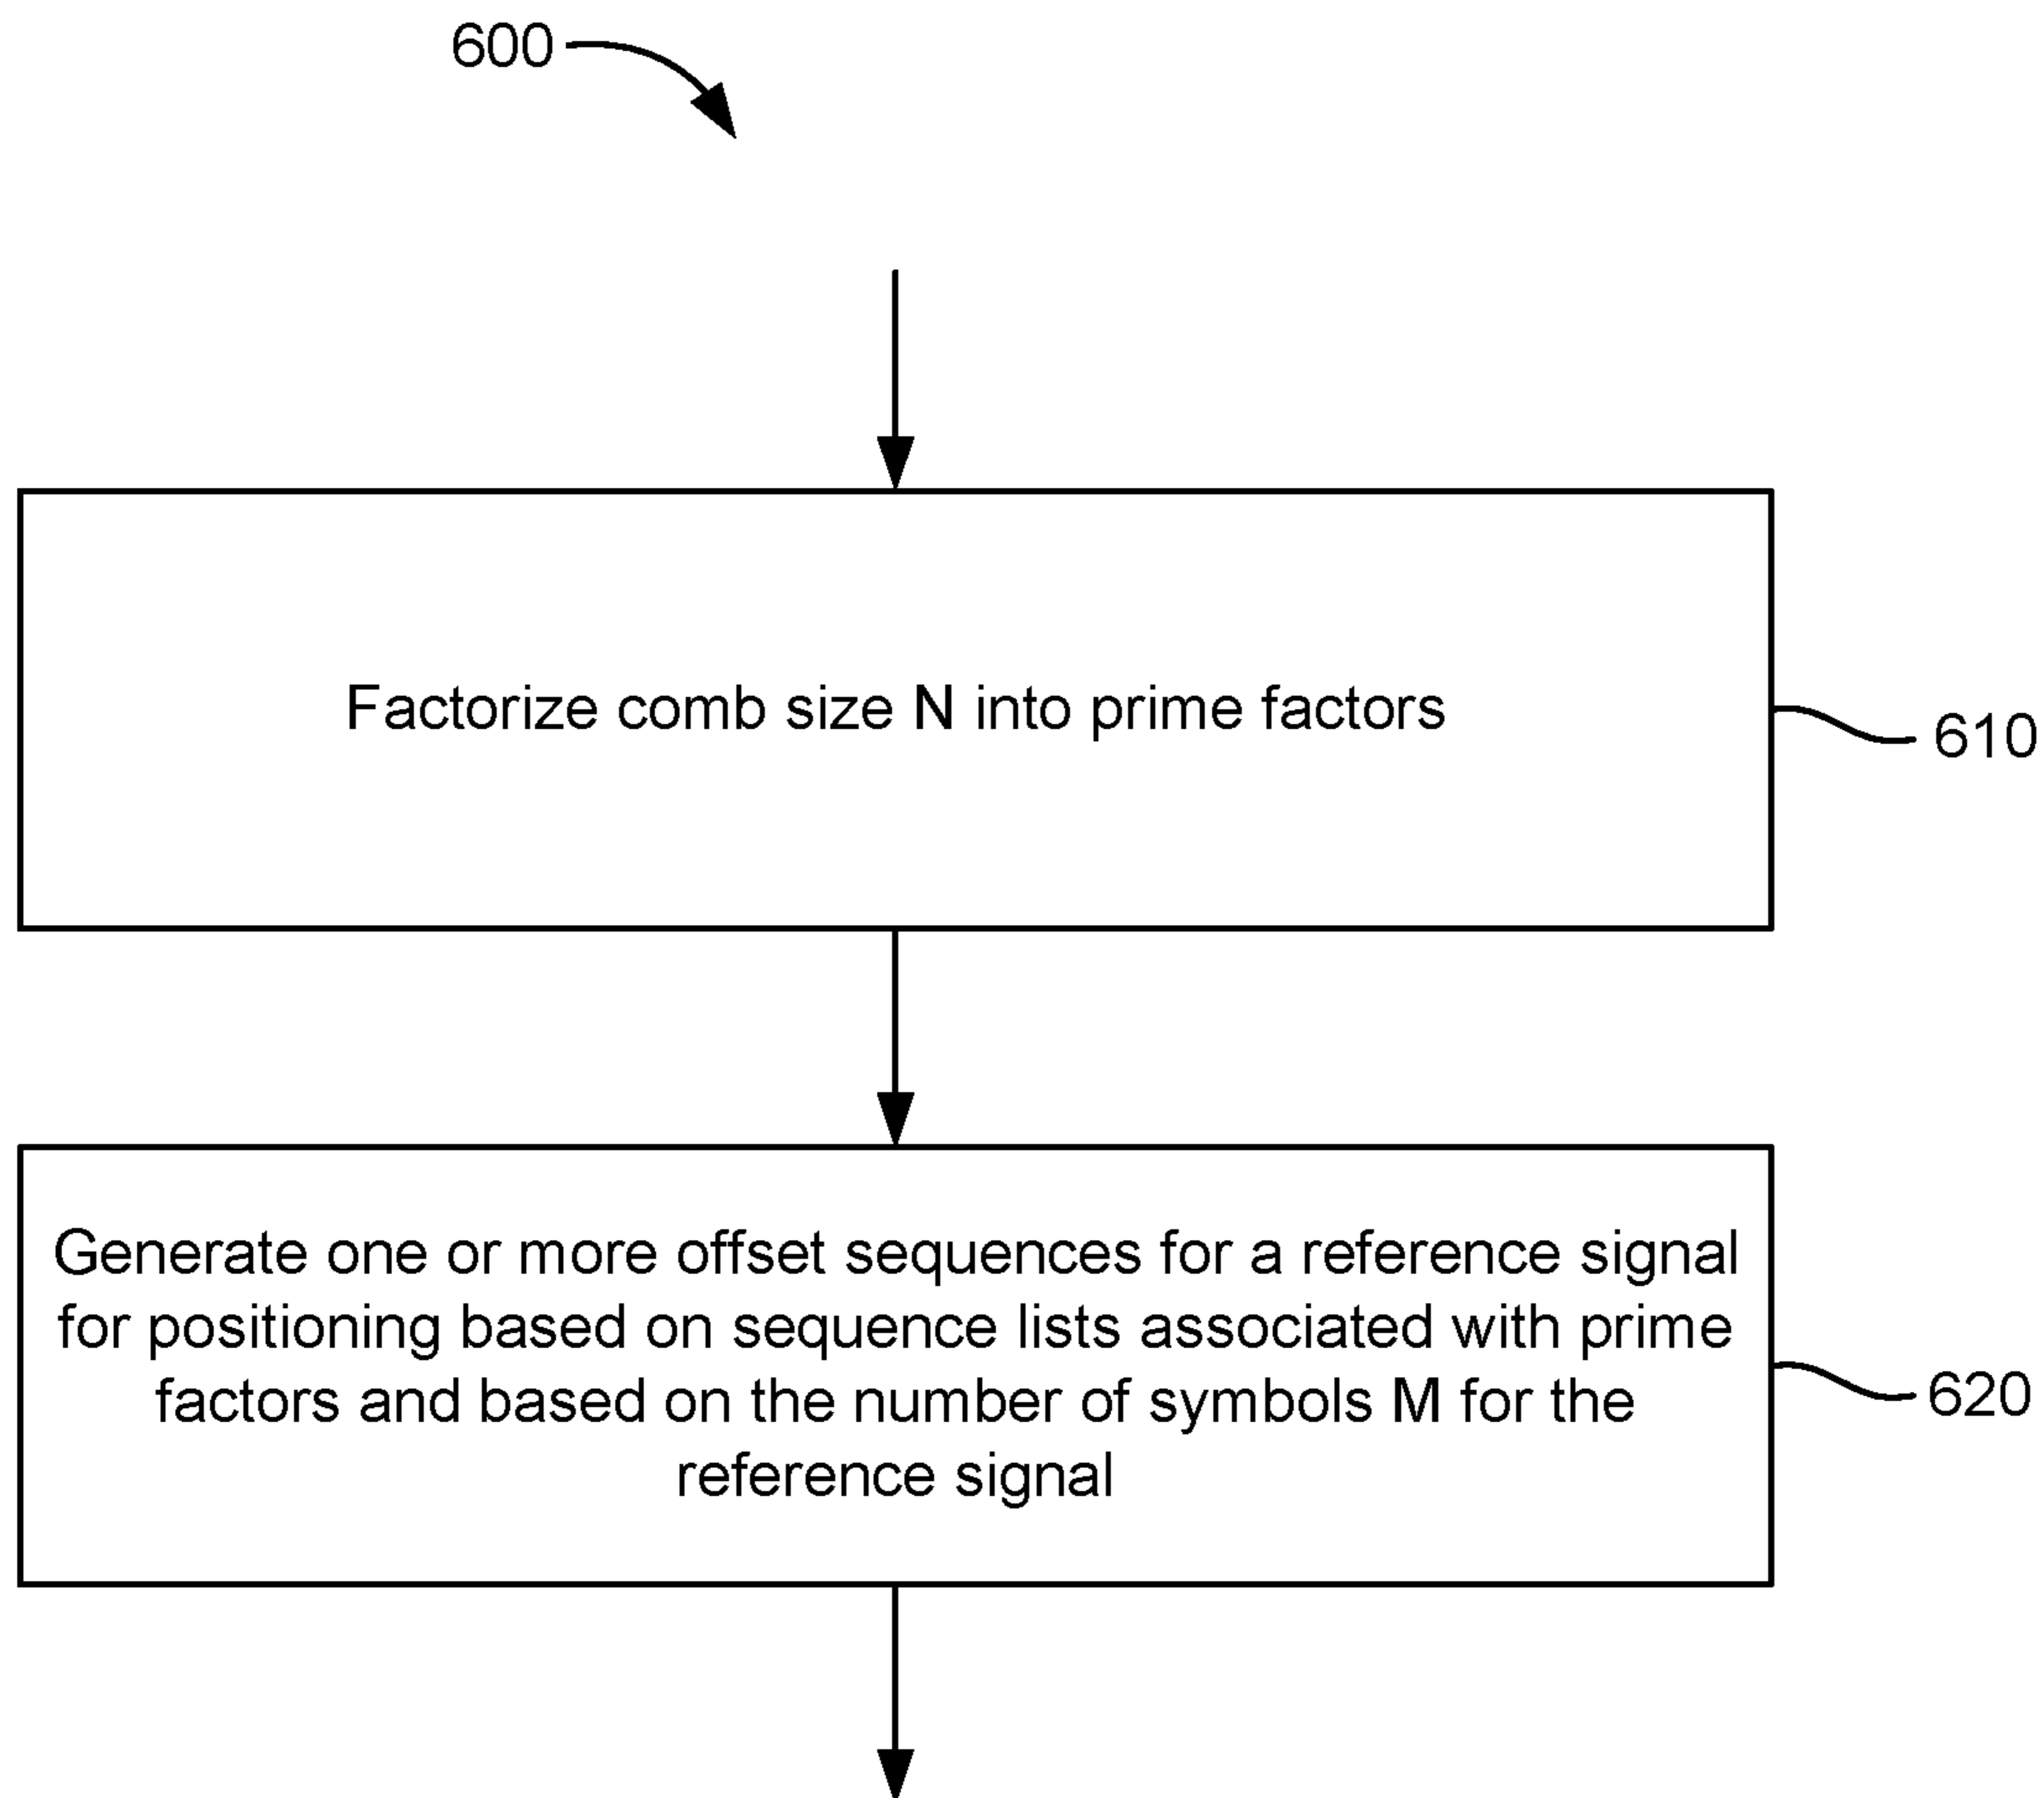 600
Factorize comb size N into prime factors
610
Generate one or more offset sequences for a reference signal
for positioning based on sequence lists associated with prime
factors and based on the number of symbols M for the
reference signal
620